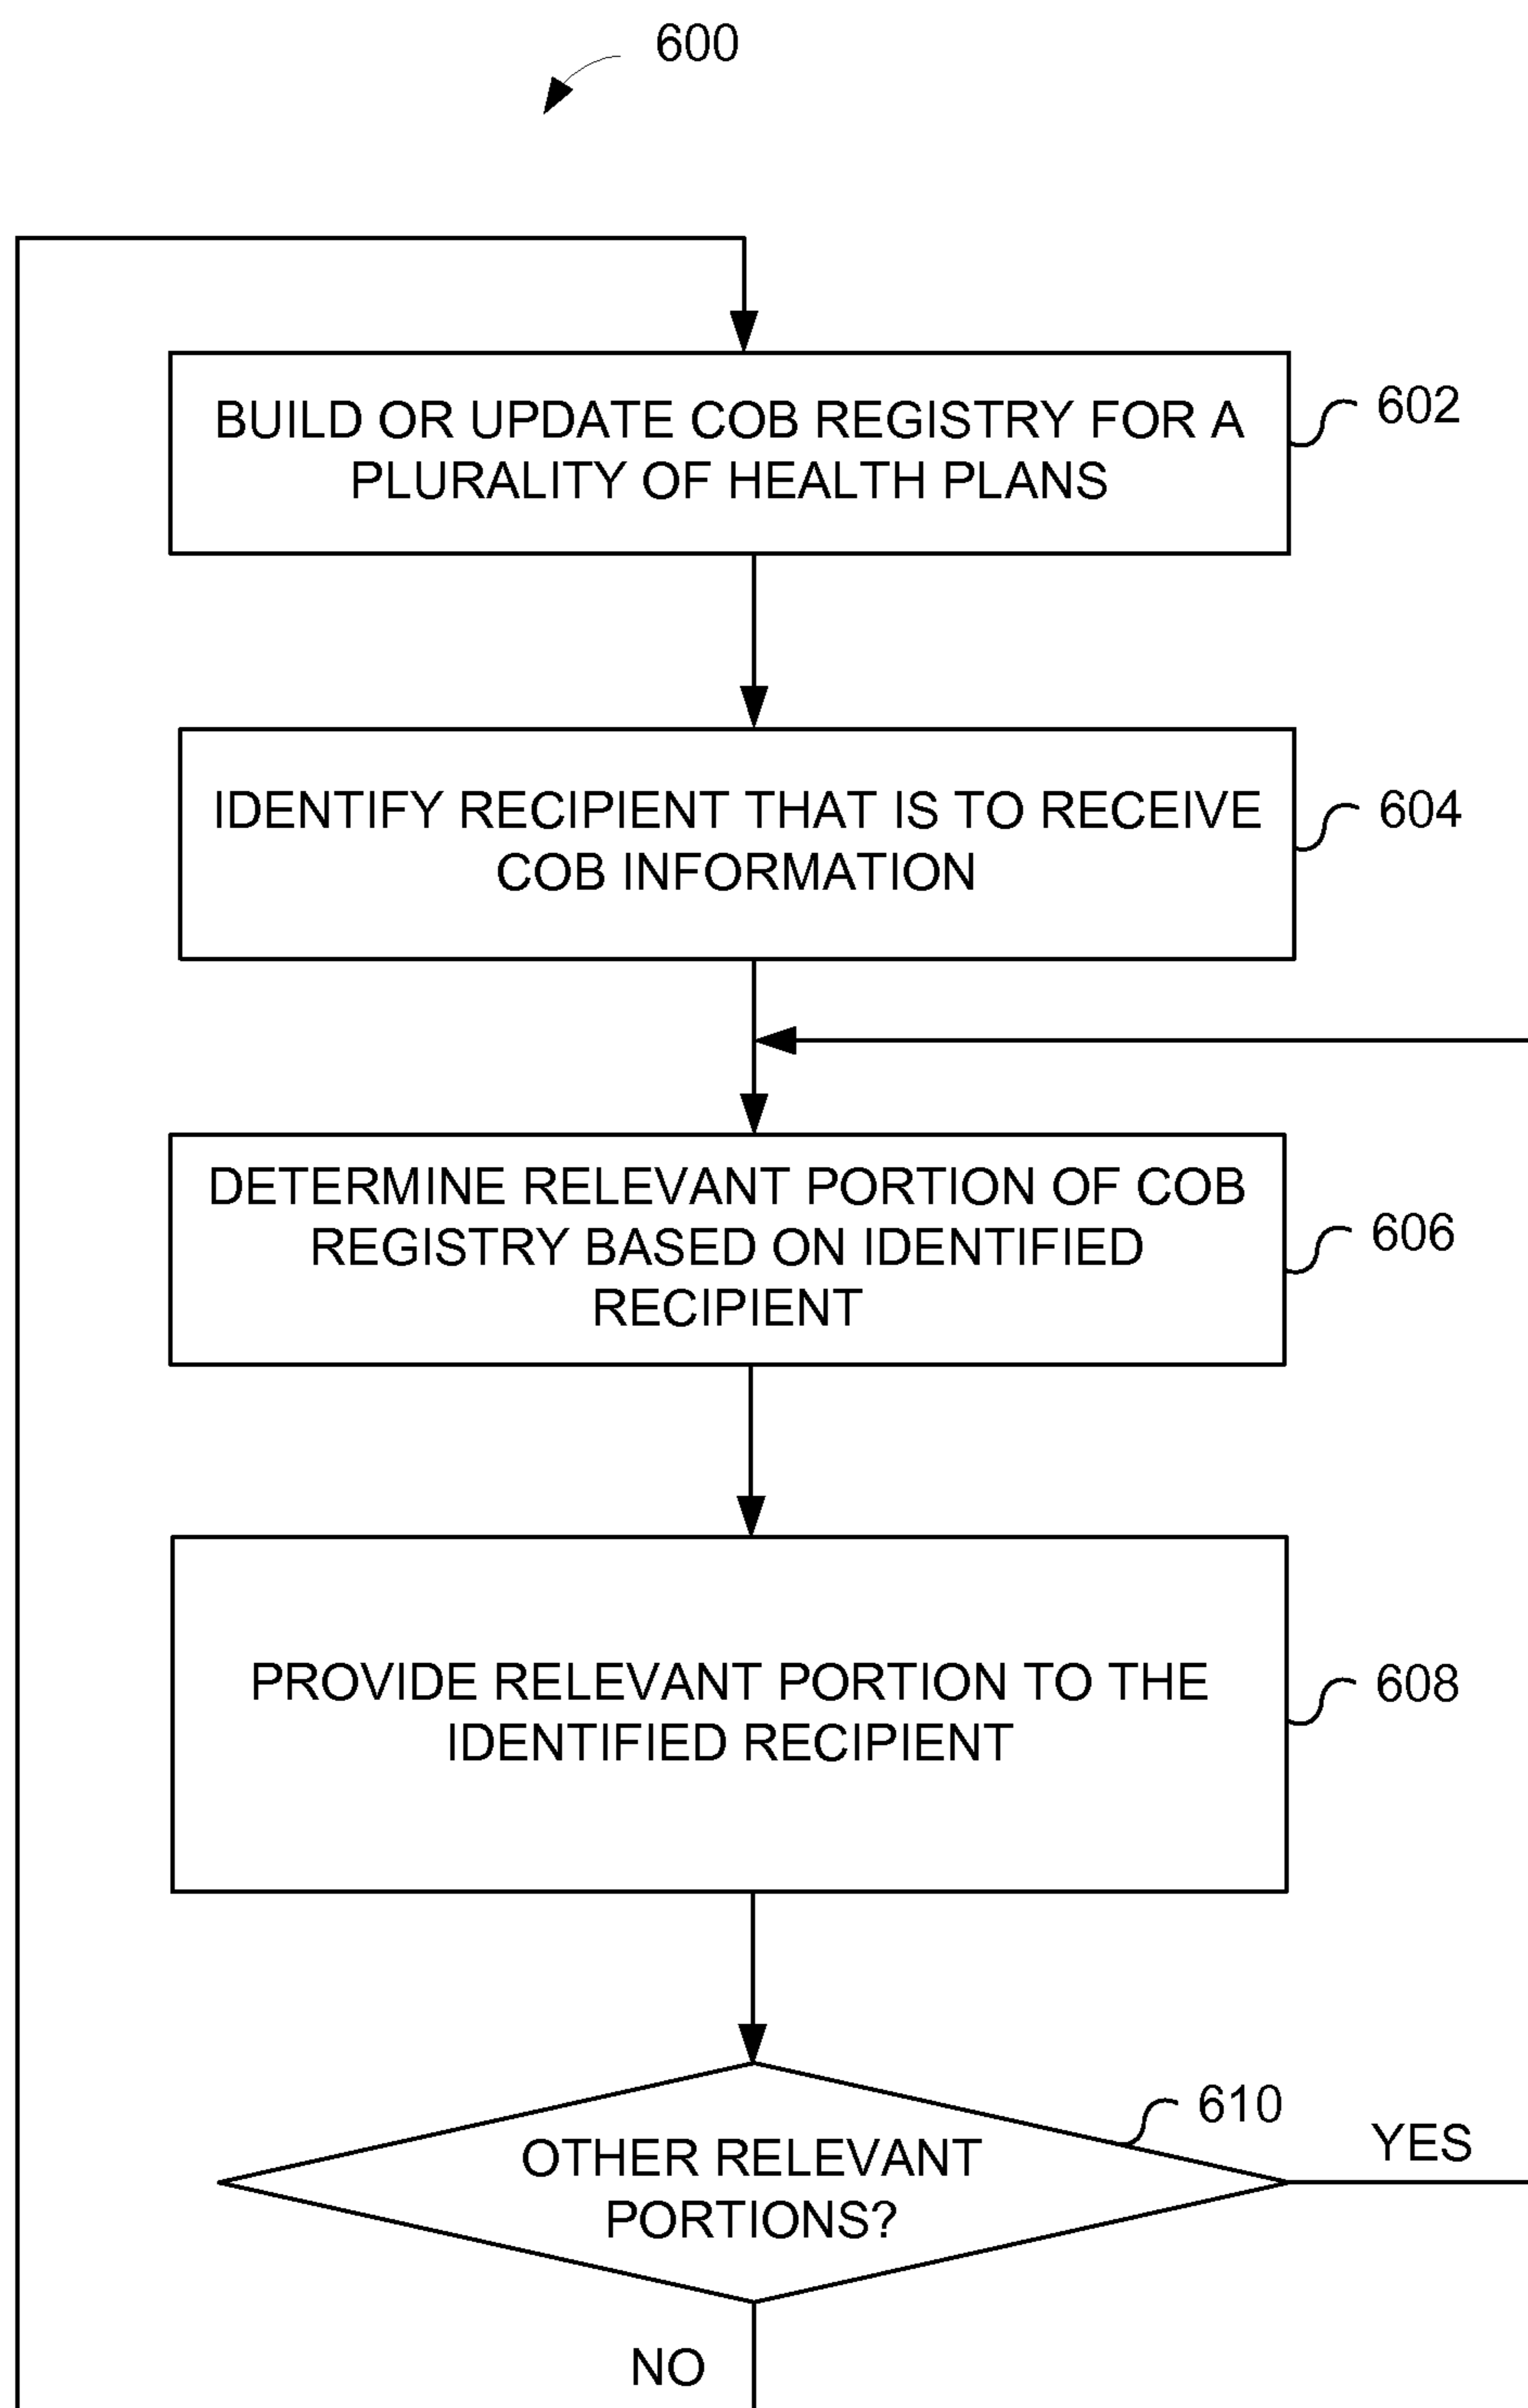 600
BUILD OR UPDATE COB REGISTRY FOR A
PLURALITY OF HEALTH PLANS
602
IDENTIFY RECIPIENT THAT IS TO RECEIVE
COB INFORMATION
604
DETERMINE RELEVANT PORTION OF COB
REGISTRY BASED ON IDENTIFIED
RECIPIENT
606
PROVIDE RELEVANT PORTION TO THE
IDENTIFIED RECIPIENT
608
610
OTHER RELEVANT
PORTIONS?
YES
NO